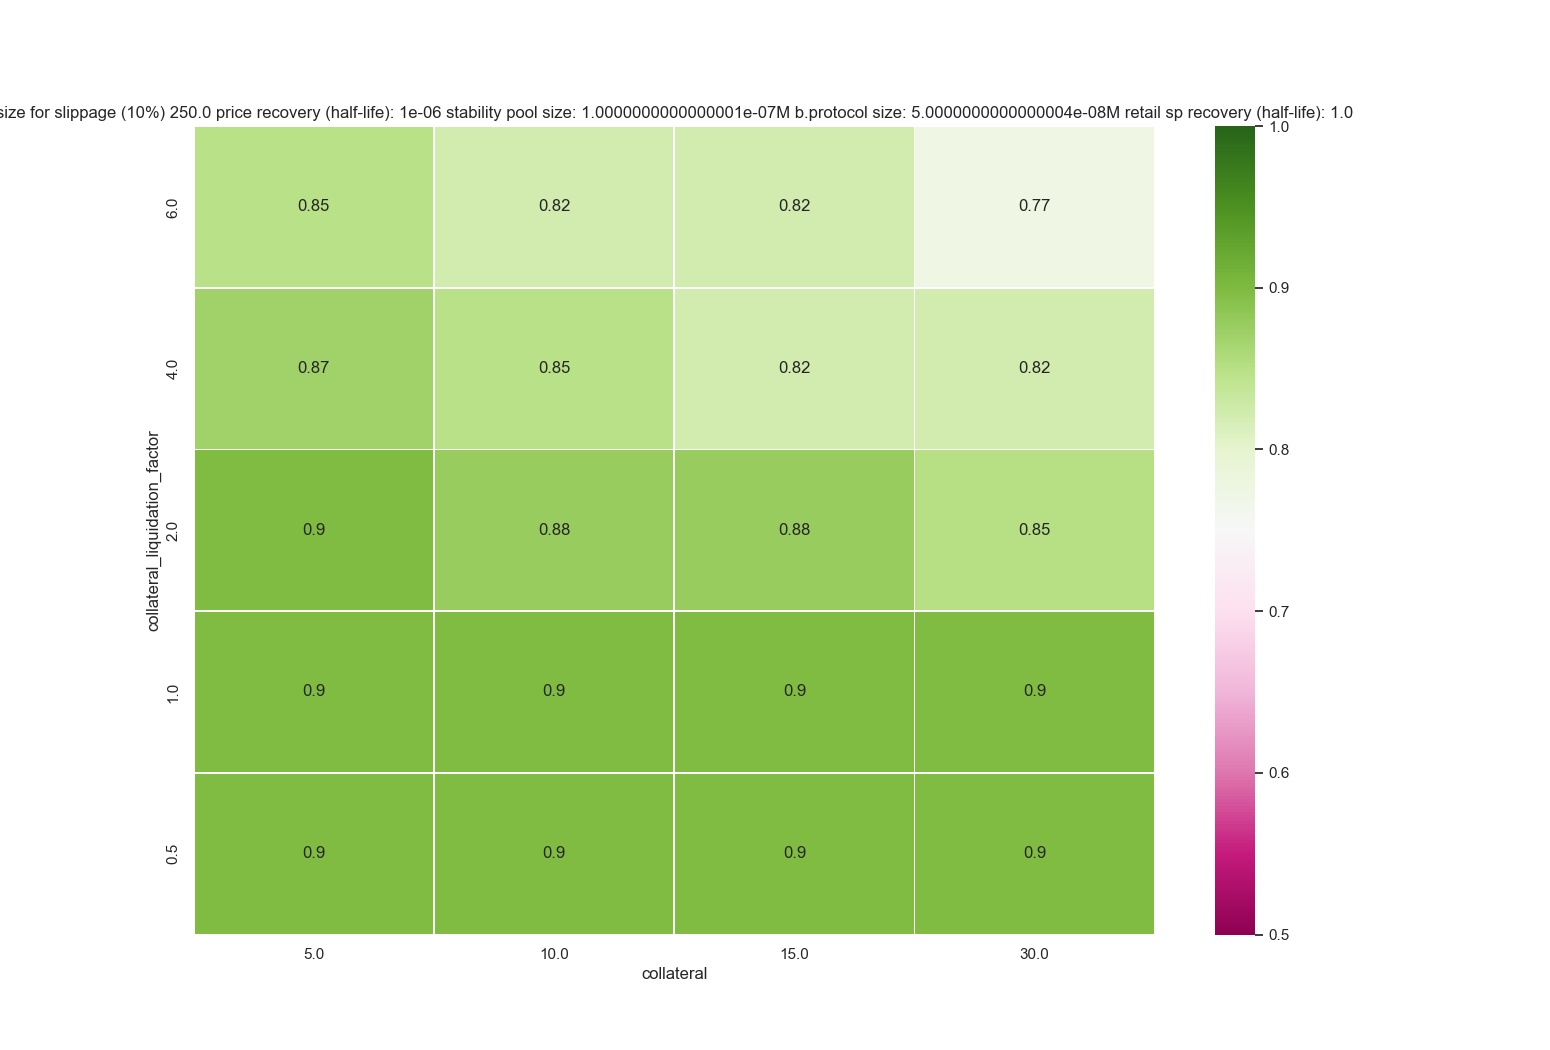 size for slippage (10%) 250.0 price recovery (half-life): 1e-06 stability pool size: 1.0000000000000001e-07M b.protocol size: 5.0000000000000004e-08M retail sp recovery (half-life): 1.0
6.0 0.85 0.82 0.82 0.77
4.0 0.87 0.85 0.82 0.82
2.0 0.9 0.88 0.88 0.85
1.0 0.9 0.9 0.9 0.9
0.5 0.9 0.9 0.9 0.9
collateral_liquidation_factor
5.0 10.0 15.0 30.0
collateral
1.0
0.9
0.8
0.7
0.6
0.5